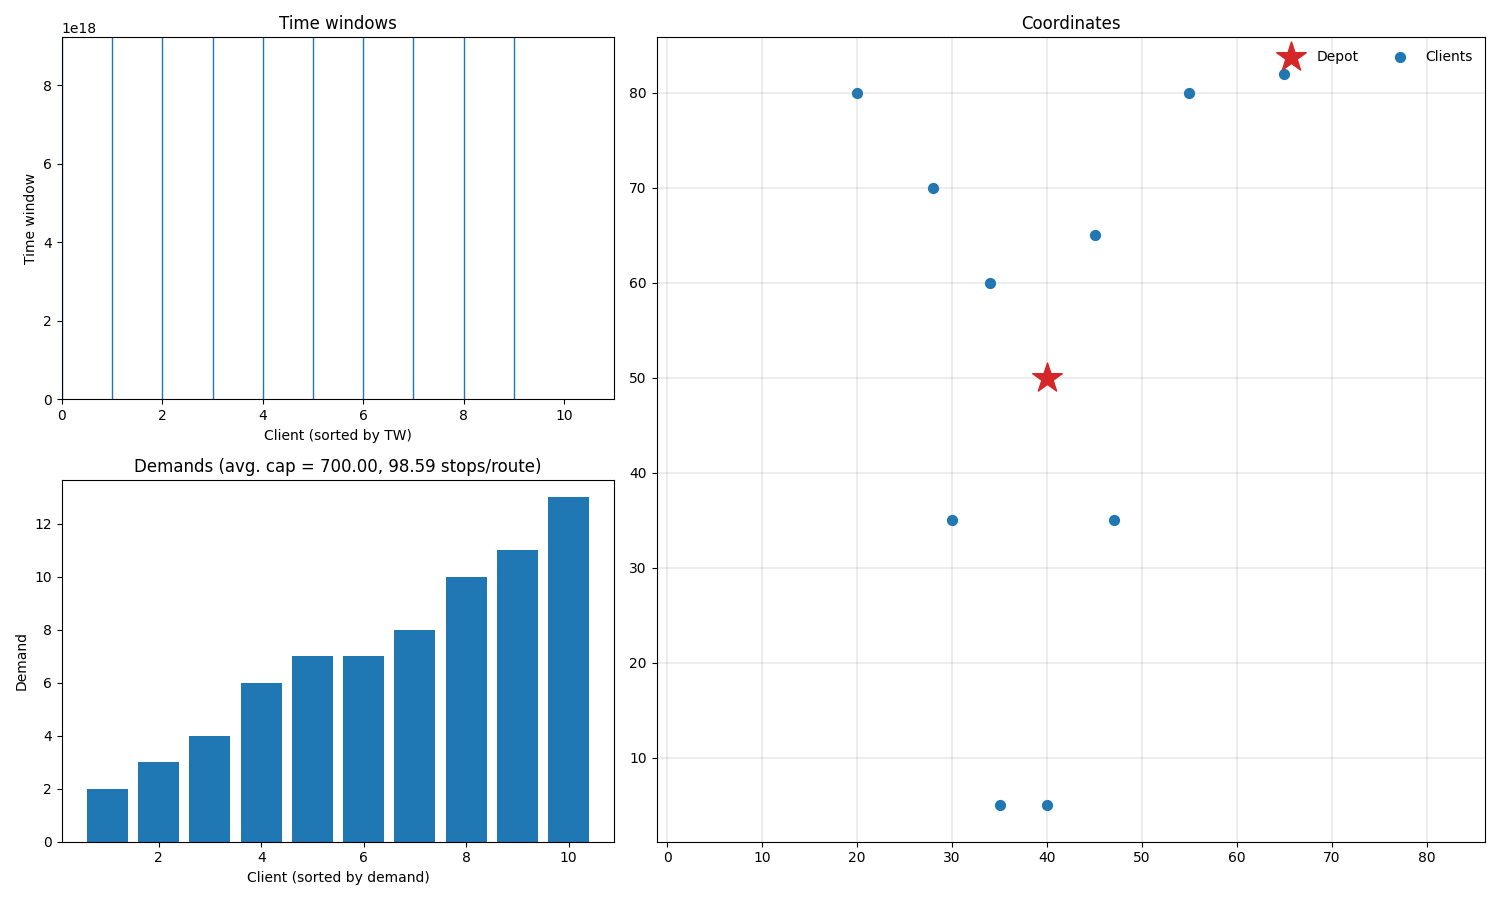 Time windows
1e18
8
6
4
2
0
Time window
0 2 4 6 8 10
Client (sorted by TW)
Demands (avg. cap = 700.00, 98.59 stops/route)
12
10
8
6
4
2
0
Demand
2 4 6 8 10
Client (sorted by demand)
Coordinates
Depot Clients
80
70
60
50
40
30
20
10
0 10 20 30 40 50 60 70 80